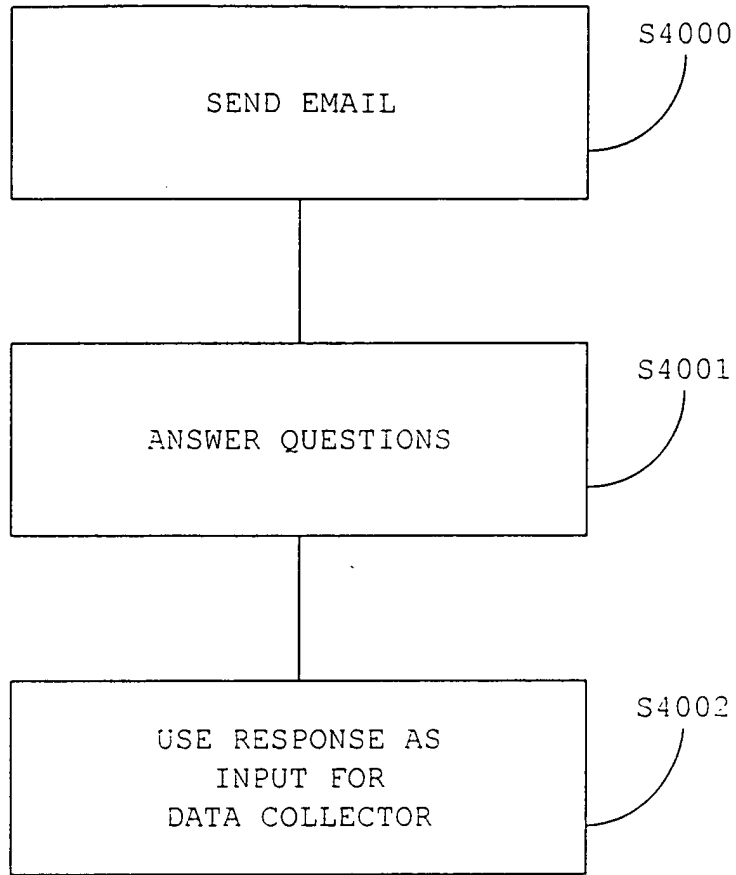 S4000
SEND EMAIL
S4001
ANSWER QUESTIONS
S4002
USE RESPONSE AS
INPUT FOR
DATA COLLECTOR